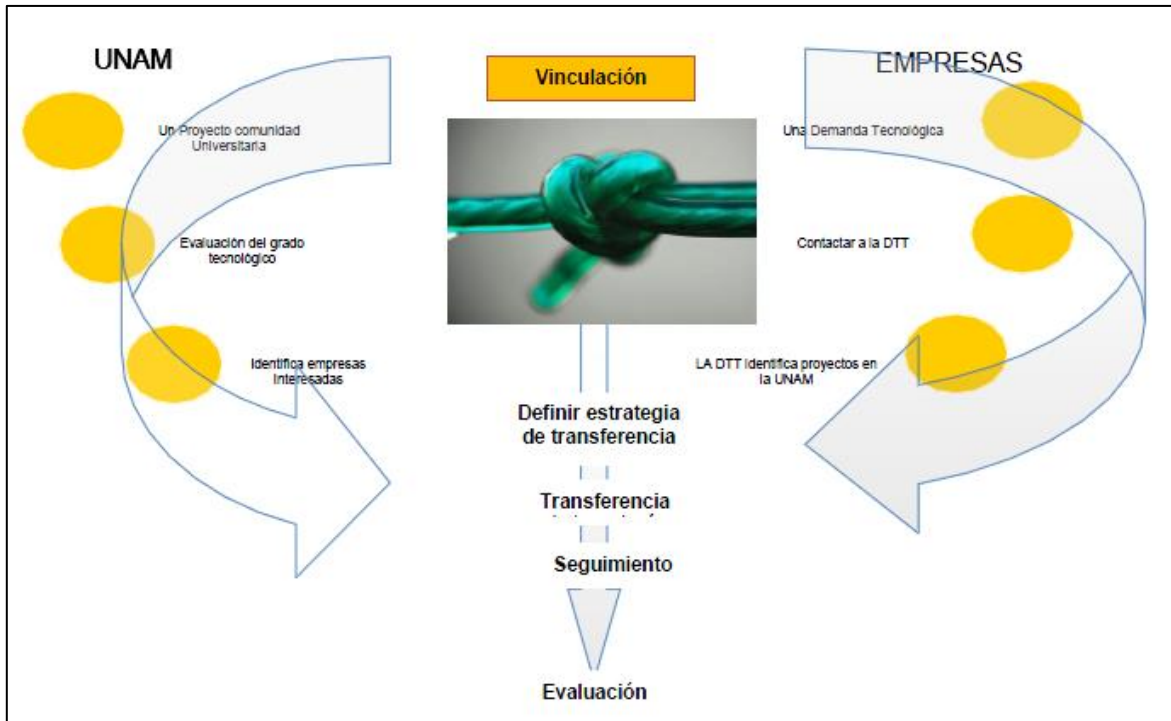 UNAM
Un Proyecto comunidad
Universitaria
Evaluación del grado
tecnológico
Identifica empresas
Interesadas
Vinculación
Definir estrategia
de transferencia
Transferencia
Seguimiento
Evaluación
EMPRESAS
Una Demanda Tecnológica
Contactar a la DTT
LA DTT Identifica proyectos en
la UNAM